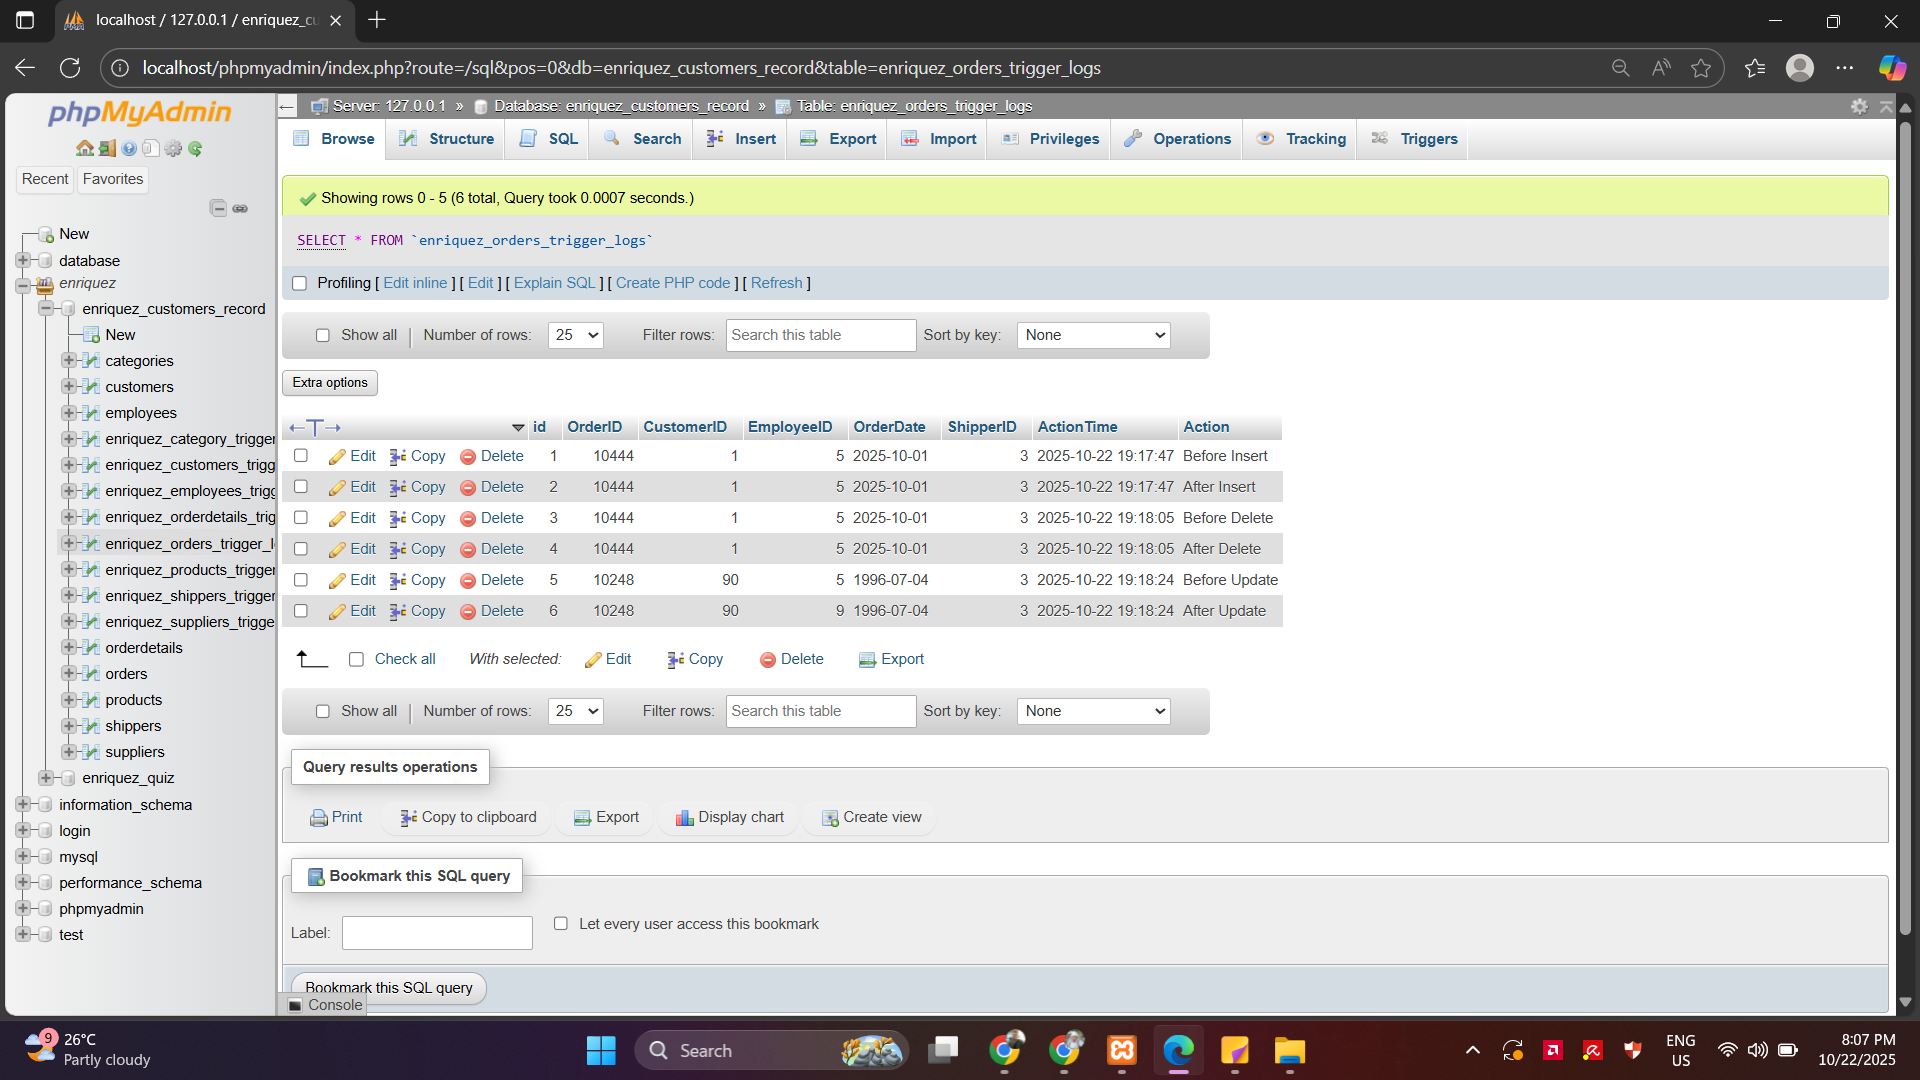 localhost / 127.0.0.1 / enriquez_cu
localhost/phpmyadmin/index.php?route=/sql&pos=0&db=enriquez_customers_record&table=enriquez_orders_trigger_logs
phpMyAdmin
Recent Favorites
New
database
enriquez
enriquez_customers_record
New
categories
customers
employees
enriquez_category_trigger
enriquez_customers_trigg
enriquez_employees_trigg
enriquez_orderdetails_trig
enriquez_orders_trigger_l
enriquez_products_trigger
enriquez_shippers_trigger
enriquez_suppliers_trigge
orderdetails
orders
products
shippers
suppliers
enriquez_quiz
information_schema
login
mysql
performance_schema
phpmyadmin
test
Server: 127.0.0.1 » Database: enriquez_customers_record » Table: enriquez_orders_trigger_logs
Browse Structure SQL Search Insert Export Import Privileges Operations Tracking Triggers
Showing rows 0 - 5 (6 total, Query took 0.0007 seconds.)
SELECT * FROM `enriquez_orders_trigger_logs`
Profiling [ Edit inline ] [ Edit ] [ Explain SQL ] [ Create PHP code ] [ Refresh ]
Show all Number of rows: 25 Filter rows: Search this table Sort by key: None
Extra options
id OrderID CustomerID EmployeeID OrderDate ShipperID ActionTime Action
Edit Copy Delete 1 10444 1 5 2025-10-01 3 2025-10-22 19:17:47 Before Insert
Edit Copy Delete 2 10444 1 5 2025-10-01 3 2025-10-22 19:17:47 After Insert
Edit Copy Delete 3 10444 1 5 2025-10-01 3 2025-10-22 19:18:05 Before Delete
Edit Copy Delete 4 10444 1 5 2025-10-01 3 2025-10-22 19:18:05 After Delete
Edit Copy Delete 5 10248 90 5 1996-07-04 3 2025-10-22 19:18:24 Before Update
Edit Copy Delete 6 10248 90 9 1996-07-04 3 2025-10-22 19:18:24 After Update
Check all With selected: Edit Copy Delete Export
Show all Number of rows: 25 Filter rows: Search this table Sort by key: None
Query results operations
Print Copy to clipboard Export Display chart Create view
Bookmark this SQL query
Label: Let every user access this bookmark
Bookmark this SQL query
Console
9 26°C
Partly cloudy
Search
ENG
US
8:07 PM
10/22/2025